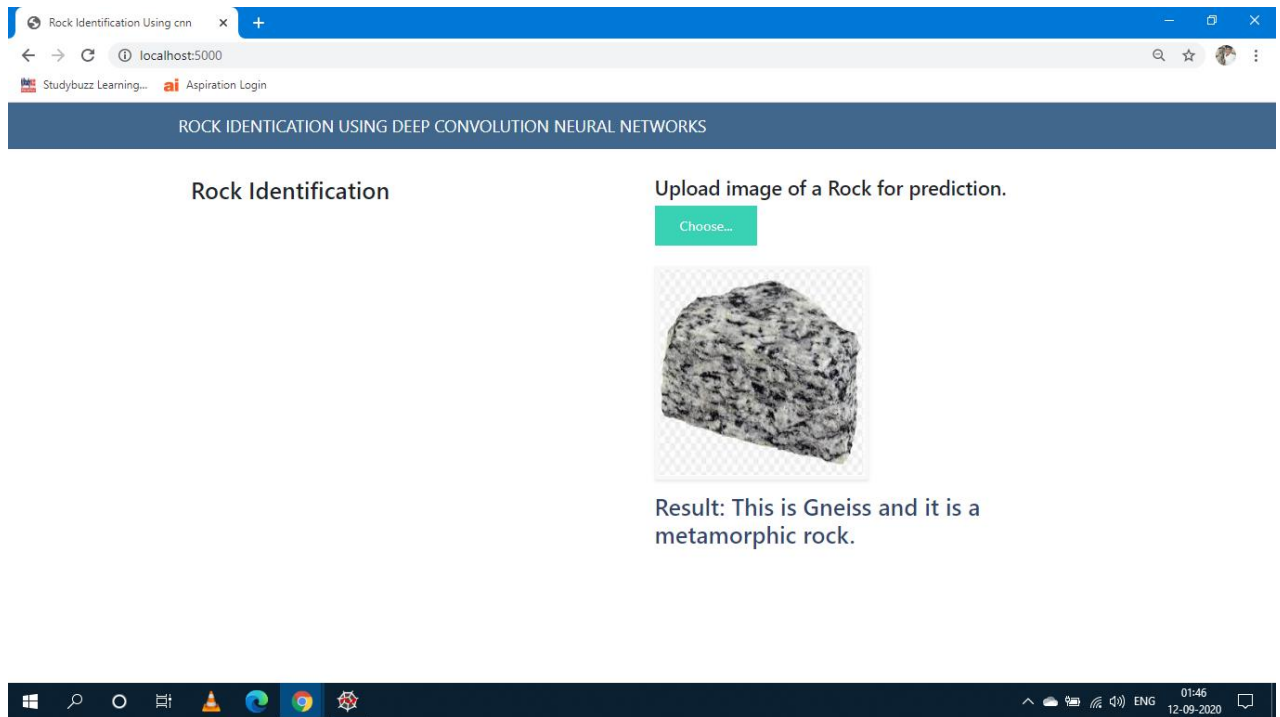 Rock Identification Using cnn
localhost:5000
Studybuzz Learning... ai Aspiration Login
ROCK IDENTICATION USING DEEP CONVOLUTION NEURAL NETWORKS
Rock Identification
Upload image of a Rock for prediction.
Choose...
Result: This is Gneiss and it is a
metamorphic rock.
ENG
01:46
12-09-2020